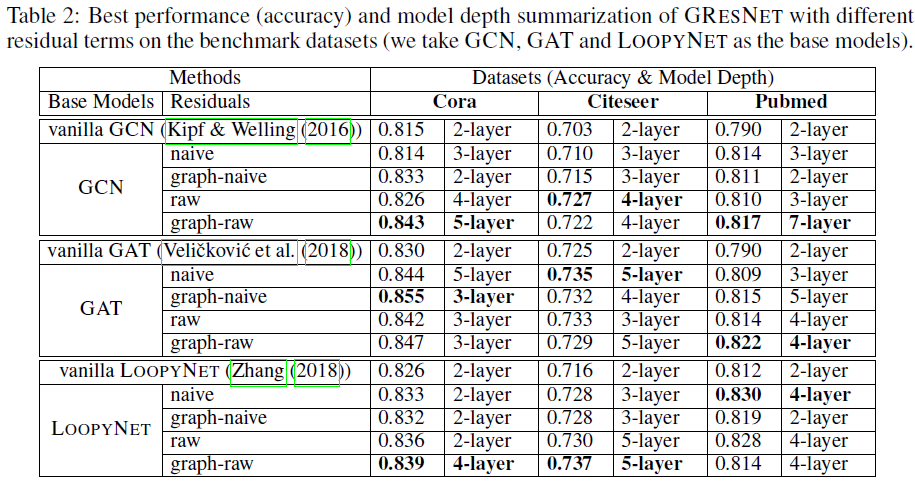 Table 2: Best performance (accuracy) and model depth summarization of GRESNET with different
residual terms on the benchmark datasets (we take GCN, GAT and LOOPYNET as the base models).
Methods Datasets (Accuracy & Model Depth)
Base Models Residuals Cora Citeseer Pubmed
vanilla GCN (Kipf & Welling (2016)) 0.815 2-layer 0.703 2-layer 0.790 2-layer
GCN
naive 0.814 3-layer 0.710 3-layer 0.814 3-layer
graph-naive 0.833 2-layer 0.715 3-layer 0.811 2-layer
raw 0.826 4-layer 0.727 4-layer 0.810 3-layer
graph-raw 0.843 5-layer 0.722 4-layer 0.817 7-layer
vanilla GAT (Veličković et al. (2018)) 0.830 2-layer 0.725 2-layer 0.790 2-layer
GAT
naive 0.844 5-layer 0.735 5-layer 0.809 3-layer
graph-naive 0.855 3-layer 0.732 4-layer 0.815 5-layer
raw 0.842 3-layer 0.733 3-layer 0.814 4-layer
graph-raw 0.847 3-layer 0.729 5-layer 0.822 4-layer
vanilla LOOPYNET (Zhang (2018)) 0.826 2-layer 0.716 2-layer 0.812 2-layer
LOOPYNET
naive 0.833 2-layer 0.728 3-layer 0.830 4-layer
graph-naive 0.832 2-layer 0.728 3-layer 0.819 2-layer
raw 0.836 2-layer 0.730 5-layer 0.828 4-layer
graph-raw 0.839 4-layer 0.737 5-layer 0.814 4-layer